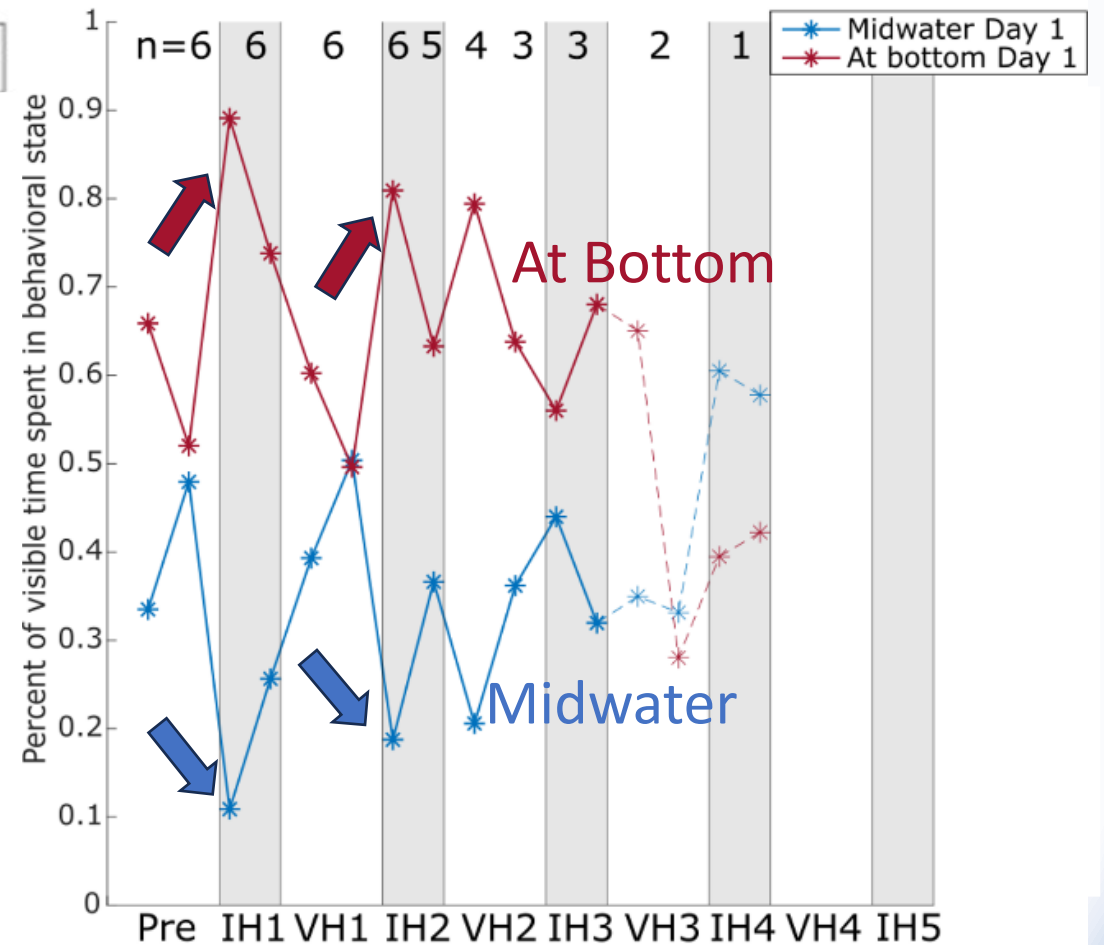 Midwater Day 1
At bottom Day 1
n=6 6 6 6 5 4 3 3 2 1
Percent of visible time spent in behavioral state
1
0.9
0.8
0.7
0.6
0.5
0.4
0.3
0.2
0.1
0
At Bottom
Midwater
Pre IH1 VH1 IH2 VH2 IH3 VH3 IH4 VH4 IH5